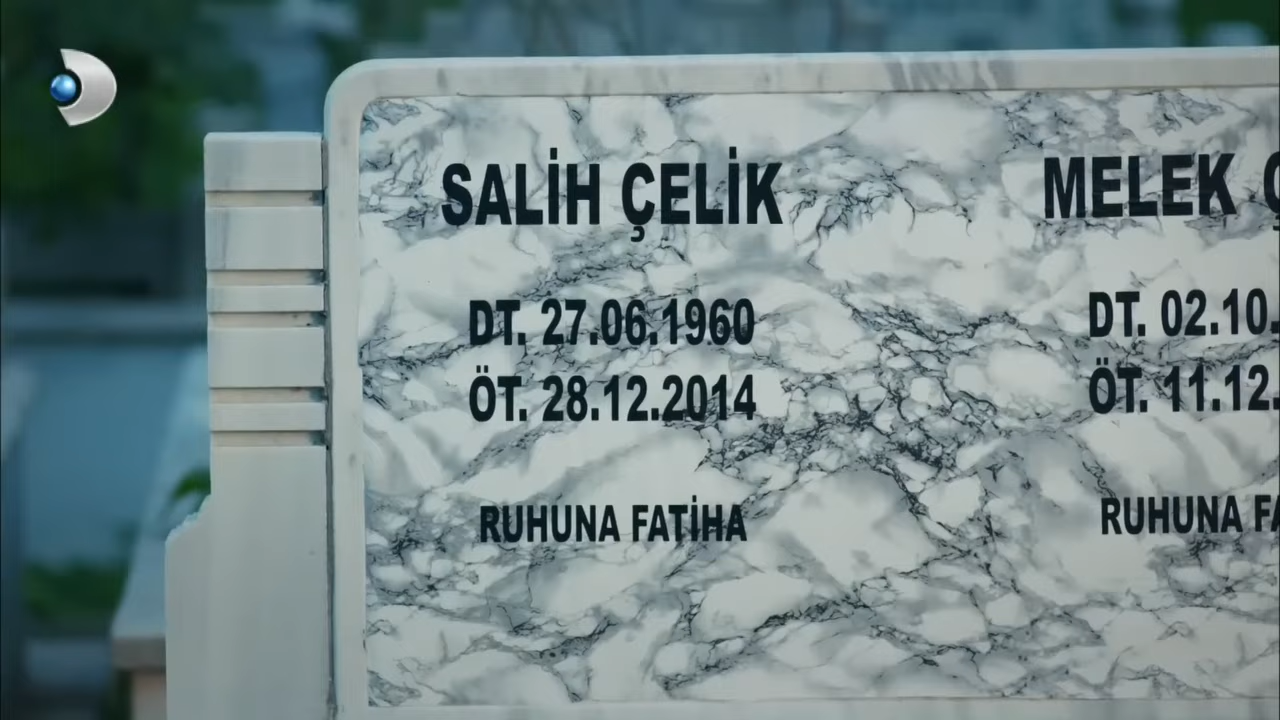 SALİH ÇELİK
DT. 27.06.1960
ÖT. 28.12.2014
RUHUNA FATİHA
MELEK
DT. 02.10.
ÖT. 11.12.
RUHUNA